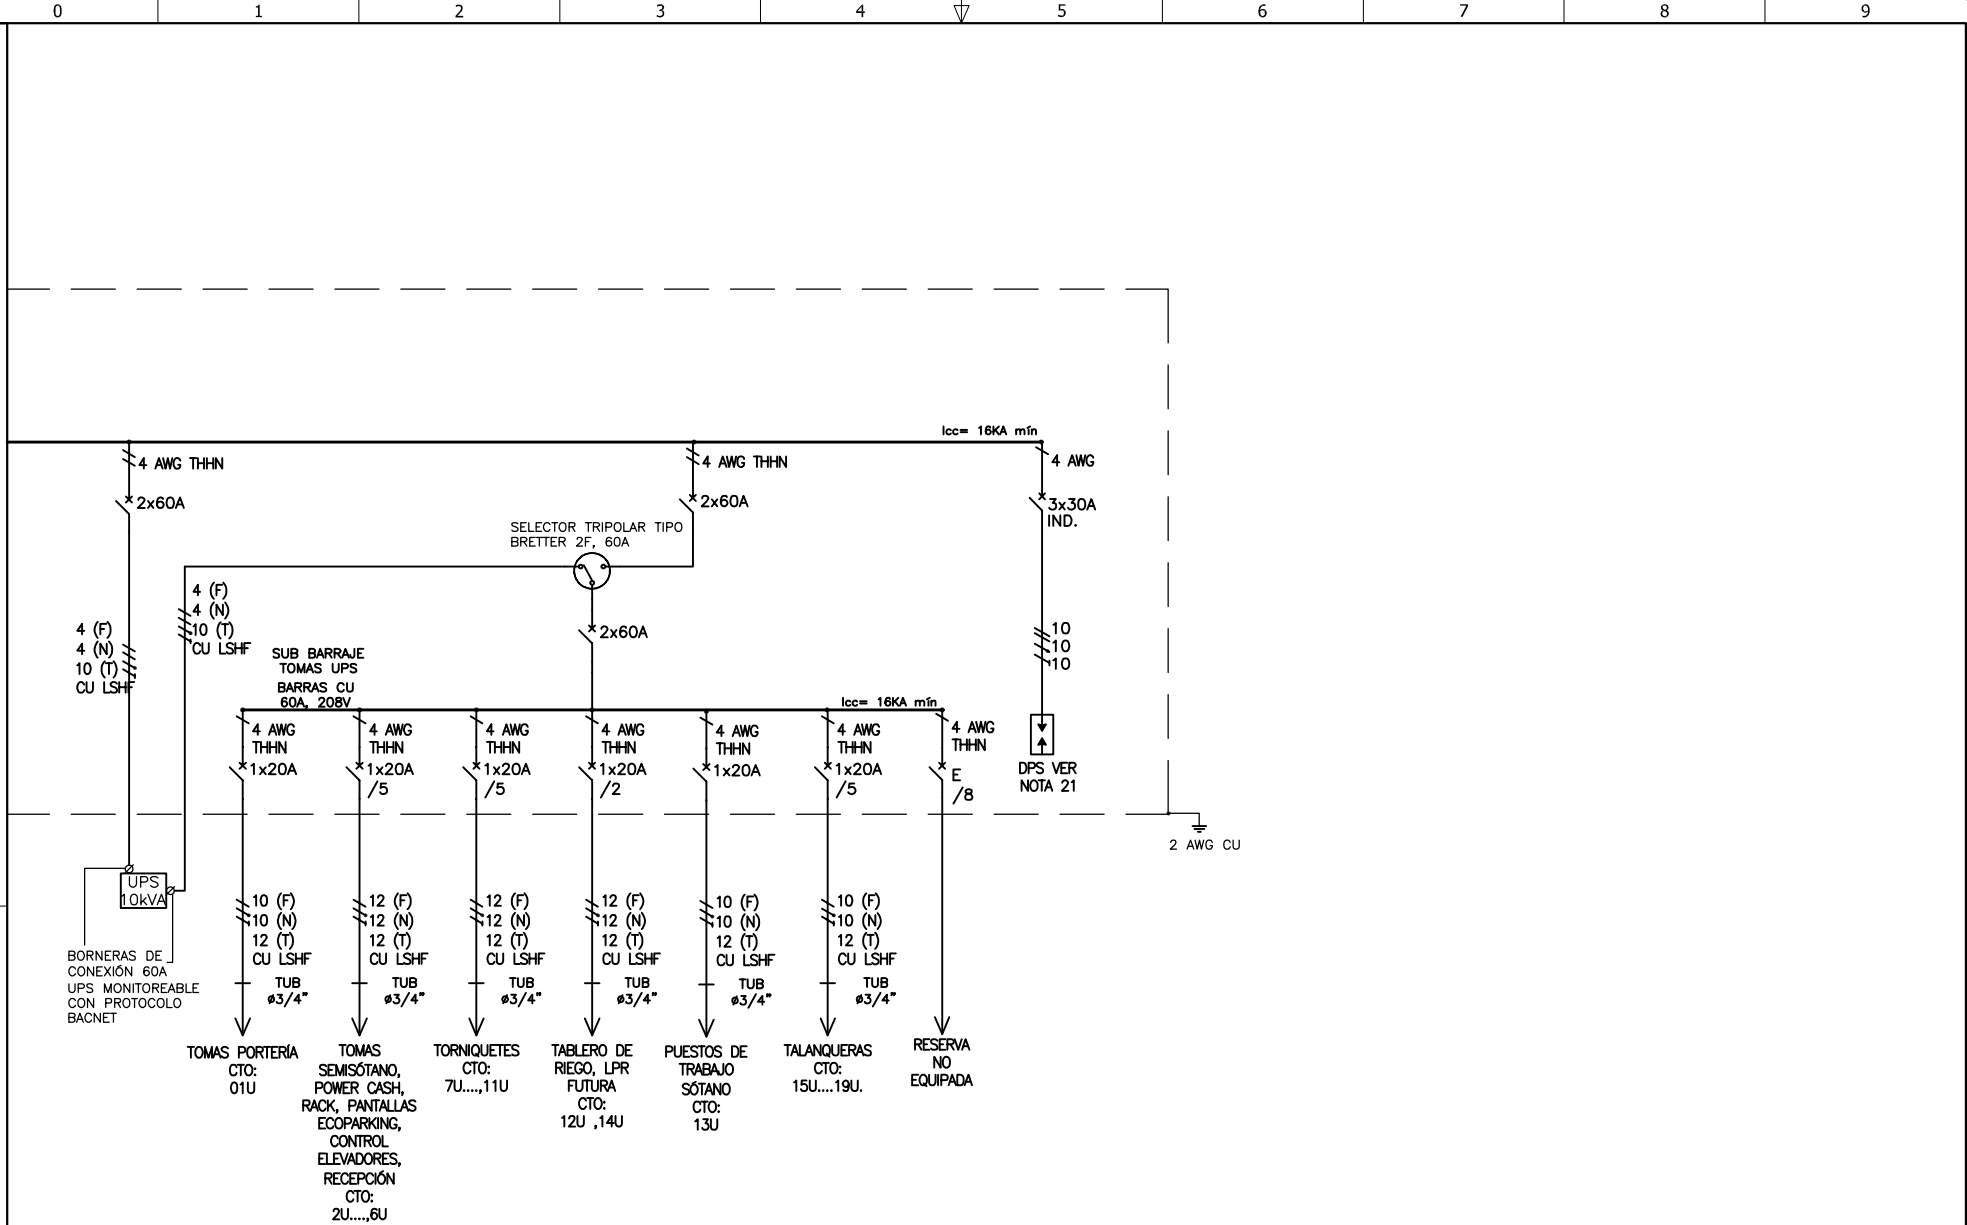 0 1 2 3 4 5 6 7 8 9
Icc= 16KA mín
4 AWG THHN
2x60A
4 AWG THHN
2x60A
4 AWG
3x30A
IND.
SELECTOR TRIPOLAR TIPO
BRETTER 2F, 60A
4 (F)
4 (N)
10 (T)
CU LSHF
4 (F)
4 (N)
10 (T)
CU LSHF
2x60A
10
10
10
SUB BARRAJE
TOMAS UPS
BARRAS CU
60A, 208V
Icc= 16KA mín
4 AWG
THHN
1x20A
4 AWG
THHN
1x20A
/5
4 AWG
THHN
1x20A
/5
4 AWG
THHN
1x20A
/2
4 AWG
THHN
1x20A
4 AWG
THHN
1x20A
/5
4 AWG
THHN
E
/8
DPS VER
NOTA 21
2 AWG CU
UPS
10kVA
BORNERAS DE
CONEXIÓN 60A
UPS MONITOREABLE
CON PROTOCOLO
BACNET
10 (F)
10 (N)
12 (T)
CU LSHF
TUB
ø3/4"
12 (F)
12 (N)
12 (T)
CU LSHF
TUB
ø3/4"
12 (F)
12 (N)
12 (T)
CU LSHF
TUB
ø3/4"
12 (F)
12 (N)
12 (T)
CU LSHF
TUB
ø3/4"
10 (F)
10 (N)
12 (T)
CU LSHF
TUB
ø3/4"
10 (F)
10 (N)
12 (T)
CU LSHF
TUB
ø3/4"
TOMAS PORTERÍA
CTO:
01U
TOMAS
SEMISÓTANO,
POWER CASH,
RACK, PANTALLAS
ECOPARKING,
CONTROL
ELEVADORES,
RECEPCIÓN
CTO:
2U....,6U
TORNIQUETES
CTO:
7U....,11U
TABLERO DE
RIEGO, LPR
FUTURA
CTO:
12U ,14U
PUESTOS DE
TRABAJO
SÓTANO
CTO:
13U
TALANQUERAS
CTO:
15U....19U.
RESERVA
NO
EQUIPADA